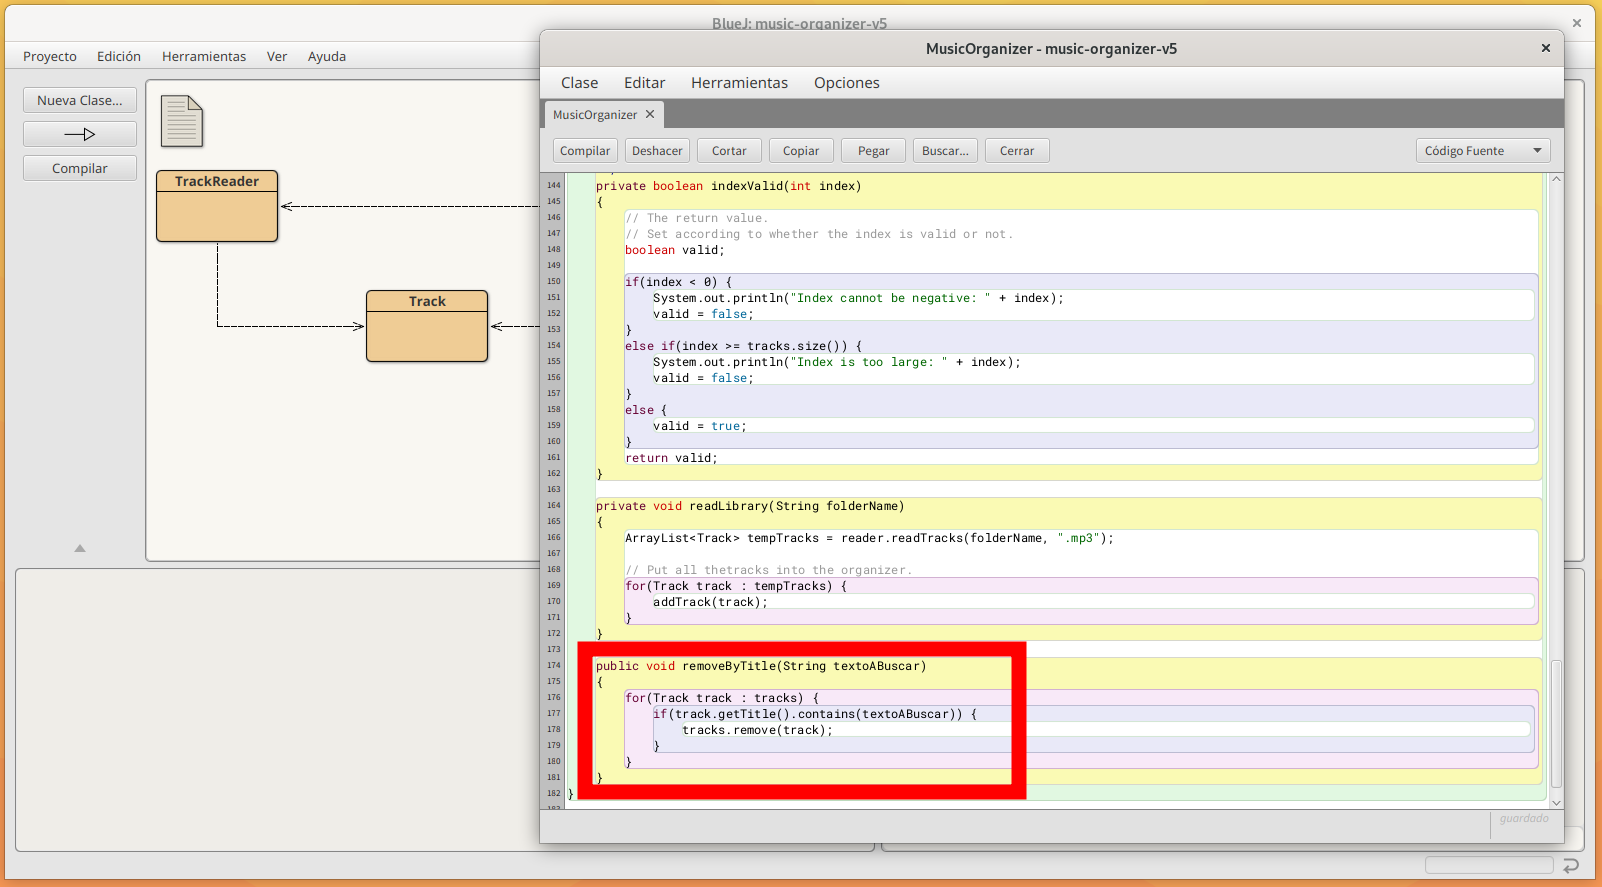 BlueJ: music-organizer-v5
Proyecto Edición Herramientas Ver Ayuda
Nueva Clase...
Compilar
TrackReader
Track
MusicOrganizer - music-organizer-v5
Clase Editar Herramientas Opciones
MusicOrganizer
Compilar Deshacer Cortar Copiar Pegar Buscar... Cerrar Código Fuente
144 private boolean indexValid(int index)
145 {
146 // The return value.
147 // Set according to whether the index is valid or not.
148 boolean valid;
149
150 if(index < 0) {
151 System.out.println("Index cannot be negative: " + index);
152 valid = false;
153 }
154 else if(index >= tracks.size()) {
155 System.out.println("Index is too large: " + index);
156 valid = false;
157 }
158 else {
159 valid = true;
160 }
161 return valid;
162 }
163
164 private void readLibrary(String folderName)
165 {
166 ArrayList<Track> tempTracks = reader.readTracks(folderName, ".mp3");
167
168 // Put all thetracks into the organizer.
169 for(Track track : tempTracks) {
170 addTrack(track);
171 }
172 }
173
174 public void removeByTitle(String textoABuscar)
175 {
176 for(Track track : tracks) {
177 if(track.getTitle().contains(textoABuscar)) {
178 tracks.remove(track);
179 }
180 }
181 }
182 }
guardado